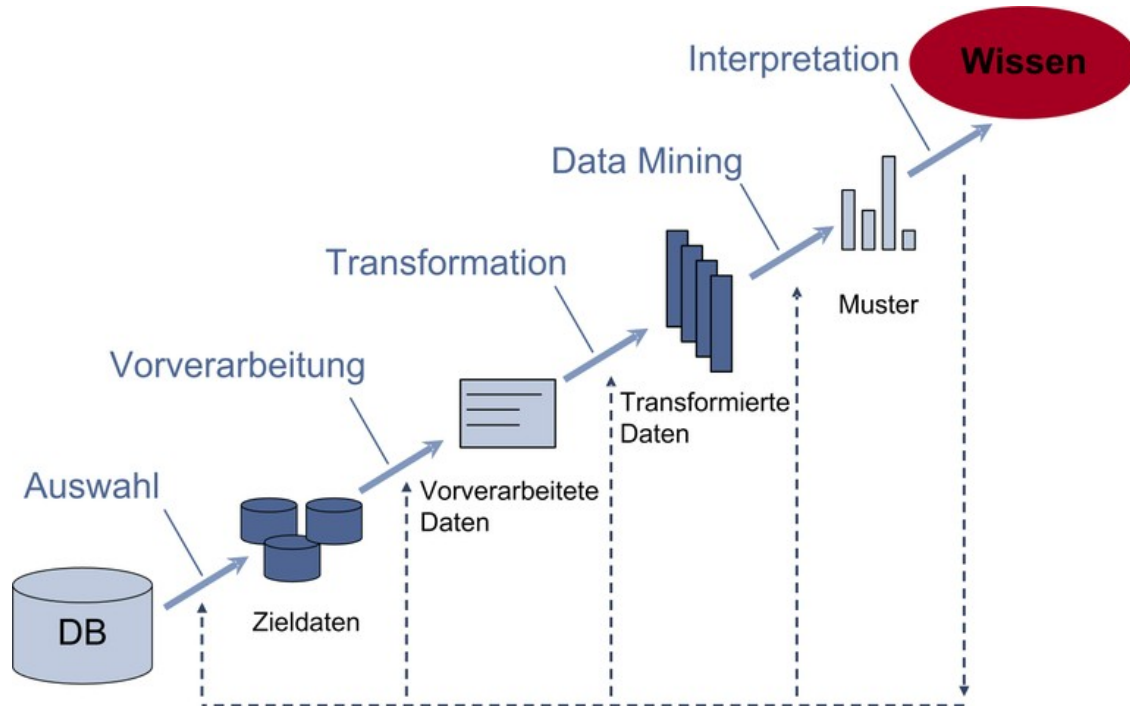 Interpretation
Wissen
Data Mining
Transformation
Muster
Vorverarbeitung
Transformierte
Daten
Auswahl
Vorverarbeitete
Daten
Zieldaten
DB